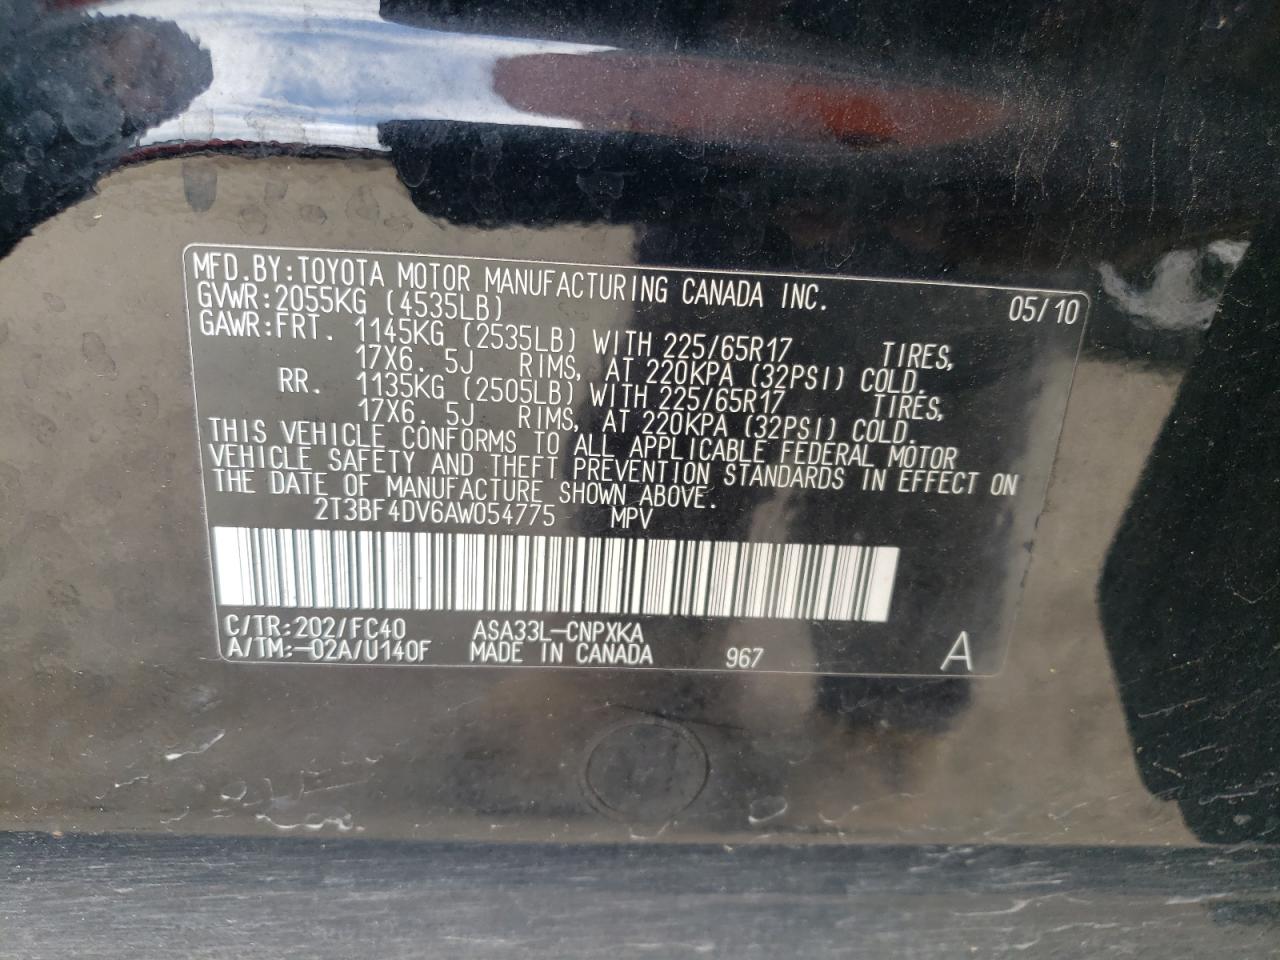 MFD.BY:TOYOTA MOTOR MANUFACTURING CANADA INC.
GVWR:2055KG (4535LB) 05/10
GAWR:FRT. 1145KG (2535LB) WITH 225/65R17 TIRES,
17X6. 5J RIMS, AT 220KPA (32PSI) COLD.
RR. 1135KG (2505LB) WITH 225/65R17 TIRES,
17X6. 5J RIMS, AT 220KPA (32PSI) COLD.
THIS VEHICLE CONFORMS TO ALL APPLICABLE FEDERAL MOTOR
VEHICLE SAFETY AND THEFT PREVENTION STANDARDS IN EFFECT ON
THE DATE OF MANUFACTURE SHOWN ABOVE.
2T3BF4DV6AW054775 MPV
C/TR:202/FC40 ASA33L-CNPXKA
A/TM:-02A/U140F MADE IN CANADA 967 A